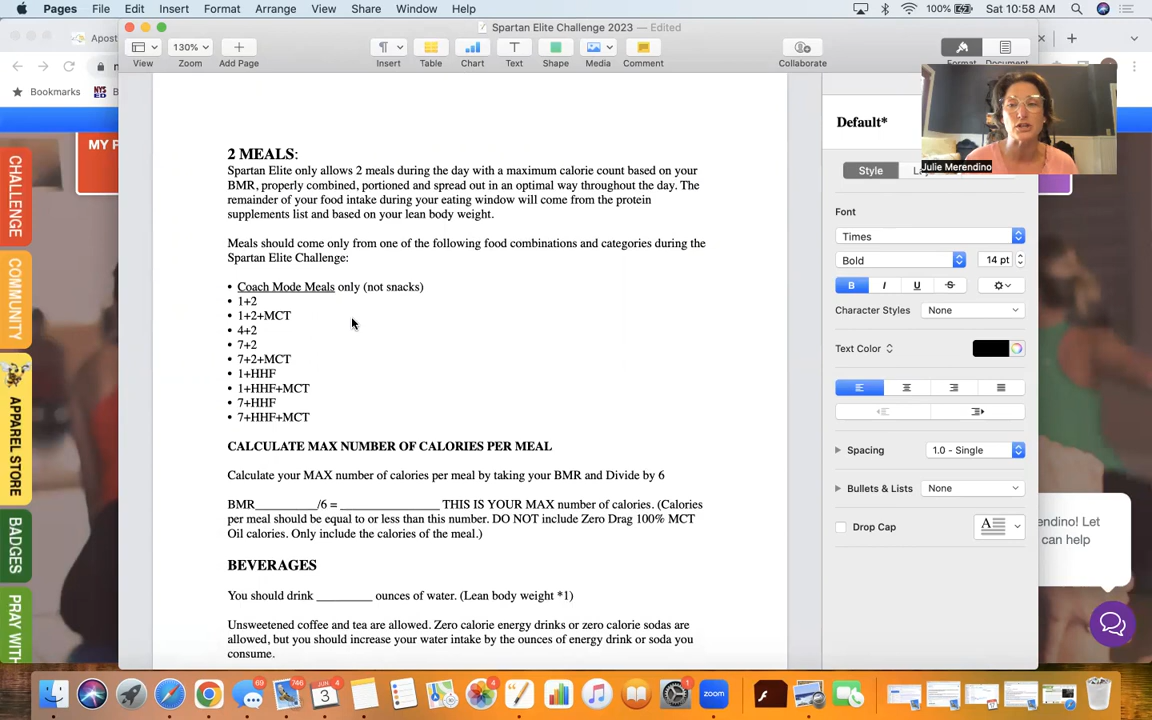 Pages File Edit Insert Format Arrange View Share Window Help 100% Sat 10:58 AM
Spartan Elite Challenge 2023 — Edited
Apost
130%
View Zoom Add Page Insert Table Chart Text Shape Media Comment Collaborate Format Document
Bookmarks NYS ED
MY P
Default*
Julie Merendino
Style
2 MEALS:
Spartan Elite only allows 2 meals during the day with a maximum calorie count based on your
BMR, properly combined, portioned and spread out in an optimal way throughout the day. The
remainder of your food intake during your eating window will come from the protein
supplements list and based on your lean body weight.
Meals should come only from one of the following food combinations and categories during the
Spartan Elite Challenge:
• Coach Mode Meals only (not snacks)
• 1+2
• 1+2+MCT
• 4+2
• 7+2
• 7+2+MCT
• 1+HHF
• 1+HHF+MCT
• 7+HHF
• 7+HHF+MCT
CALCULATE MAX NUMBER OF CALORIES PER MEAL
Calculate your MAX number of calories per meal by taking your BMR and Divide by 6
BMR__________/6 = ________________ THIS IS YOUR MAX number of calories. (Calories
per meal should be equal to or less than this number. DO NOT include Zero Drag 100% MCT
Oil calories. Only include the calories of the meal.)
BEVERAGES
You should drink _________ ounces of water. (Lean body weight *1)
Unsweetened coffee and tea are allowed. Zero calorie energy drinks or zero calorie sodas are
allowed, but you should increase your water intake by the ounces of energy drink or soda you
consume.
Font
Times
Bold 14 pt
B I U S
Character Styles None
Text Color
Spacing 1.0 - Single
Bullets & Lists None
Drop Cap A
CHALLENGE
COMMUNITY
APPAREL STORE
BADGES
PRAY WITH
endino! Let
can help
69 746 JUN 3 4 4 1 zoom